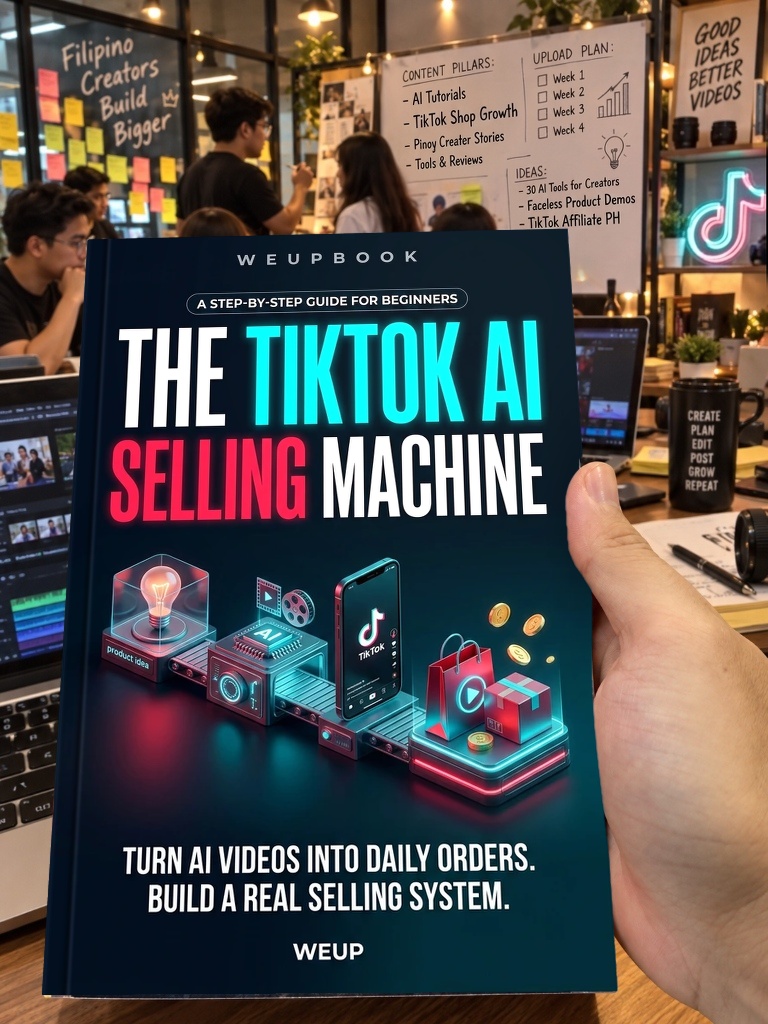 Filipino
Creators
Build
Bigger
CONTENT PILLARS:
- AI Tutorials
- TikTok Shop Growth
- Pinoy Creater Stories
- Tools & Reviews
UPLOAD PLAN:
Week 1
Week 2
Week 3
Week 4
IDEAS:
- 30 AI Tools for Creators
- Faceless Product Demos
- TikTok Affiliate PH
GOOD
IDEAS
BETTER
VIDEOS
WEUPBOOK
A STEP-BY-STEP GUIDE FOR BEGINNERS
THE TIKTOK AI
SELLING MACHINE
product idea
AI
TikTok
TURN AI VIDEOS INTO DAILY ORDERS.
BUILD A REAL SELLING SYSTEM.
WEUP
CREATE
PLAN
EDIT
POST
GROW
REPEAT